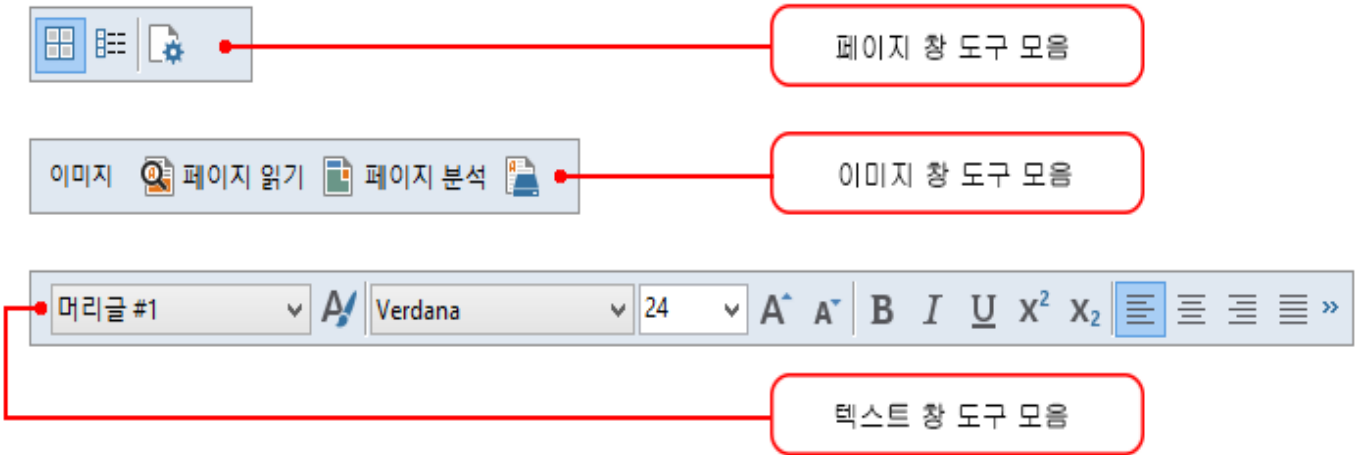 페이지 창 도구 모음
이미지 페이지 읽기 페이지 분석
이미지 창 도구 모음
머리글 #1 Verdana 24 A A B I U X² X₂ »
텍스트 창 도구 모음